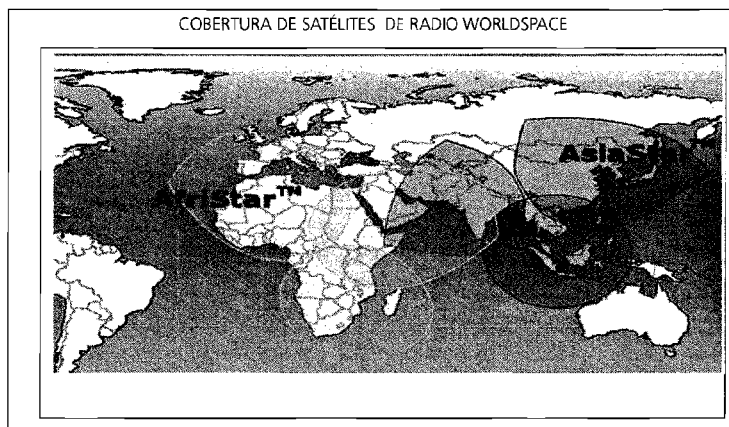 COBERTURA DE SATÉLITES DE RADIO WORLDSPACE
AsiaStar™
AfriStar™